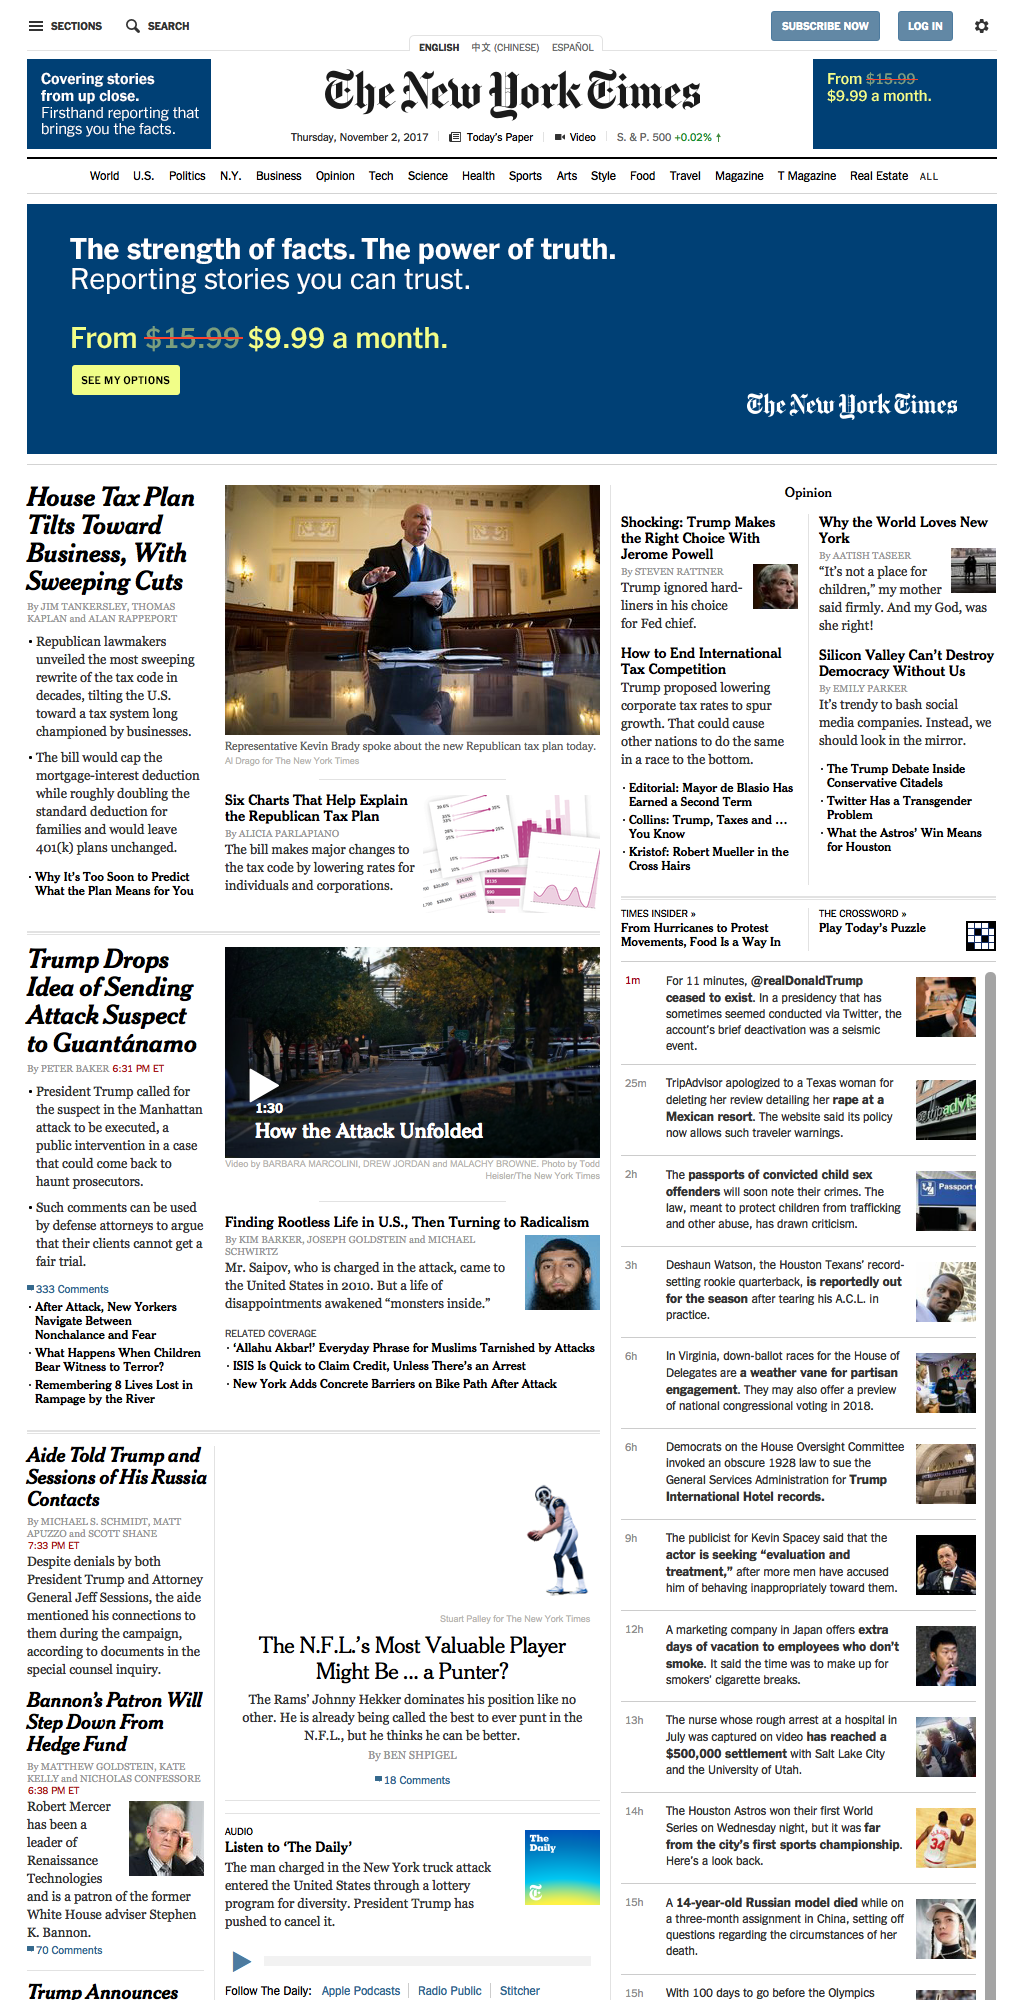 SECTIONS
SEARCH
SUBSCRIBE NOW
LOG IN
ENGLISH
中文 (CHINESE)
ESPAÑOL
Covering stories
from up close.
Firsthand reporting that
brings you the facts.
The New York Times
From $15.99
$9.99 a month.
Thursday, November 2, 2017
Today's Paper
Video
S. & P. 500 +0.02% ↑
World U.S. Politics N.Y. Business Opinion Tech Science Health Sports Arts Style Food Travel Magazine T Magazine Real Estate ALL
The strength of facts. The power of truth.
Reporting stories you can trust.
From $15.99 $9.99 a month.
SEE MY OPTIONS
The New York Times
House Tax Plan
Tilts Toward
Business, With
Sweeping Cuts
By JIM TANKERSLEY, THOMAS
KAPLAN and ALAN RAPPEPORT
• Republican lawmakers
unveiled the most sweeping
rewrite of the tax code in
decades, tilting the U.S.
toward a tax system long
championed by businesses.
• The bill would cap the
mortgage-interest deduction
while roughly doubling the
standard deduction for
families and would leave
401(k) plans unchanged.
· Why It's Too Soon to Predict
What the Plan Means for You
Representative Kevin Brady spoke about the new Republican tax plan today.
Al Drago for The New York Times
Six Charts That Help Explain
the Republican Tax Plan
By ALICIA PARLAPIANO
The bill makes major changes to
the tax code by lowering rates for
individuals and corporations.
Trump Drops
Idea of Sending
Attack Suspect
to Guantánamo
By PETER BAKER 6:31 PM ET
• President Trump called for
the suspect in the Manhattan
attack to be executed, a
public intervention in a case
that could come back to
haunt prosecutors.
• Such comments can be used
by defense attorneys to argue
that their clients cannot get a
fair trial.
333 Comments
· After Attack, New Yorkers
Navigate Between
Nonchalance and Fear
· What Happens When Children
Bear Witness to Terror?
· Remembering 8 Lives Lost in
Rampage by the River
1:30
How the Attack Unfolded
Video by BARBARA MARCOLINI, DREW JORDAN and MALACHY BROWNE. Photo by Todd
Heisler/The New York Times
Finding Rootless Life in U.S., Then Turning to Radicalism
By KIM BARKER, JOSEPH GOLDSTEIN and MICHAEL
SCHWIRTZ
Mr. Saipov, who is charged in the attack, came to
the United States in 2010. But a life of
disappointments awakened “monsters inside.”
RELATED COVERAGE
· ‘Allahu Akbar!’ Everyday Phrase for Muslims Tarnished by Attacks
· ISIS Is Quick to Claim Credit, Unless There’s an Arrest
· New York Adds Concrete Barriers on Bike Path After Attack
Aide Told Trump and
Sessions of His Russia
Contacts
By MICHAEL S. SCHMIDT, MATT
APUZZO and SCOTT SHANE
7:33 PM ET
Despite denials by both
President Trump and Attorney
General Jeff Sessions, the aide
mentioned his connections to
them during the campaign,
according to documents in the
special counsel inquiry.
Bannon’s Patron Will
Step Down From
Hedge Fund
By MATTHEW GOLDSTEIN, KATE
KELLY and NICHOLAS CONFESSORE
6:38 PM ET
Robert Mercer
has been a
leader of
Renaissance
Technologies
and is a patron of the former
White House adviser Stephen
K. Bannon.
70 Comments
Trump Announces
Stuart Palley for The New York Times
The N.F.L.’s Most Valuable Player
Might Be ... a Punter?
The Rams’ Johnny Hekker dominates his position like no
other. He is already being called the best to ever punt in the
N.F.L., but he thinks he can be better.
By BEN SHPIGEL
18 Comments
AUDIO
Listen to ‘The Daily’
The man charged in the New York truck attack
entered the United States through a lottery
program for diversity. President Trump has
pushed to cancel it.
The
Daily
Follow The Daily: Apple Podcasts Radio Public Stitcher
Opinion
Shocking: Trump Makes
the Right Choice With
Jerome Powell
By STEVEN RATTNER
Trump ignored hard-
liners in his choice
for Fed chief.
How to End International
Tax Competition
Trump proposed lowering
corporate tax rates to spur
growth. That could cause
other nations to do the same
in a race to the bottom.
· Editorial: Mayor de Blasio Has
Earned a Second Term
· Collins: Trump, Taxes and ...
You Know
· Kristof: Robert Mueller in the
Cross Hairs
Why the World Loves New
York
By AATISH TASEER
“It’s not a place for
children,” my mother
said firmly. And my God, was
she right!
Silicon Valley Can’t Destroy
Democracy Without Us
By EMILY PARKER
It’s trendy to bash social
media companies. Instead, we
should look in the mirror.
· The Trump Debate Inside
Conservative Citadels
· Twitter Has a Transgender
Problem
· What the Astros’ Win Means
for Houston
TIMES INSIDER »
From Hurricanes to Protest
Movements, Food Is a Way In
THE CROSSWORD »
Play Today’s Puzzle
1m
For 11 minutes, @realDonaldTrump
ceased to exist. In a presidency that has
sometimes seemed conducted via Twitter, the
account’s brief deactivation was a seismic
event.
25m
TripAdvisor apologized to a Texas woman for
deleting her review detailing her rape at a
Mexican resort. The website said its policy
now allows such traveler warnings.
2h
The passports of convicted child sex
offenders will soon note their crimes. The
law, meant to protect children from trafficking
and other abuse, has drawn criticism.
Passport
3h
Deshaun Watson, the Houston Texans’ record-
setting rookie quarterback, is reportedly out
for the season after tearing his A.C.L. in
practice.
6h
In Virginia, down-ballot races for the House of
Delegates are a weather vane for partisan
engagement. They may also offer a preview
of national congressional voting in 2018.
6h
Democrats on the House Oversight Committee
invoked an obscure 1928 law to sue the
General Services Administration for Trump
International Hotel records.
9h
The publicist for Kevin Spacey said that the
actor is seeking “evaluation and
treatment,” after more men have accused
him of behaving inappropriately toward them.
12h
A marketing company in Japan offers extra
days of vacation to employees who don’t
smoke. It said the time was to make up for
smokers’ cigarette breaks.
13h
The nurse whose rough arrest at a hospital in
July was captured on video has reached a
$500,000 settlement with Salt Lake City
and the University of Utah.
14h
The Houston Astros won their first World
Series on Wednesday night, but it was far
from the city’s first sports championship.
Here’s a look back.
34
15h
A 14-year-old Russian model died while on
a three-month assignment in China, setting off
questions regarding the circumstances of her
death.
15h
With 100 days to go before the Olympics